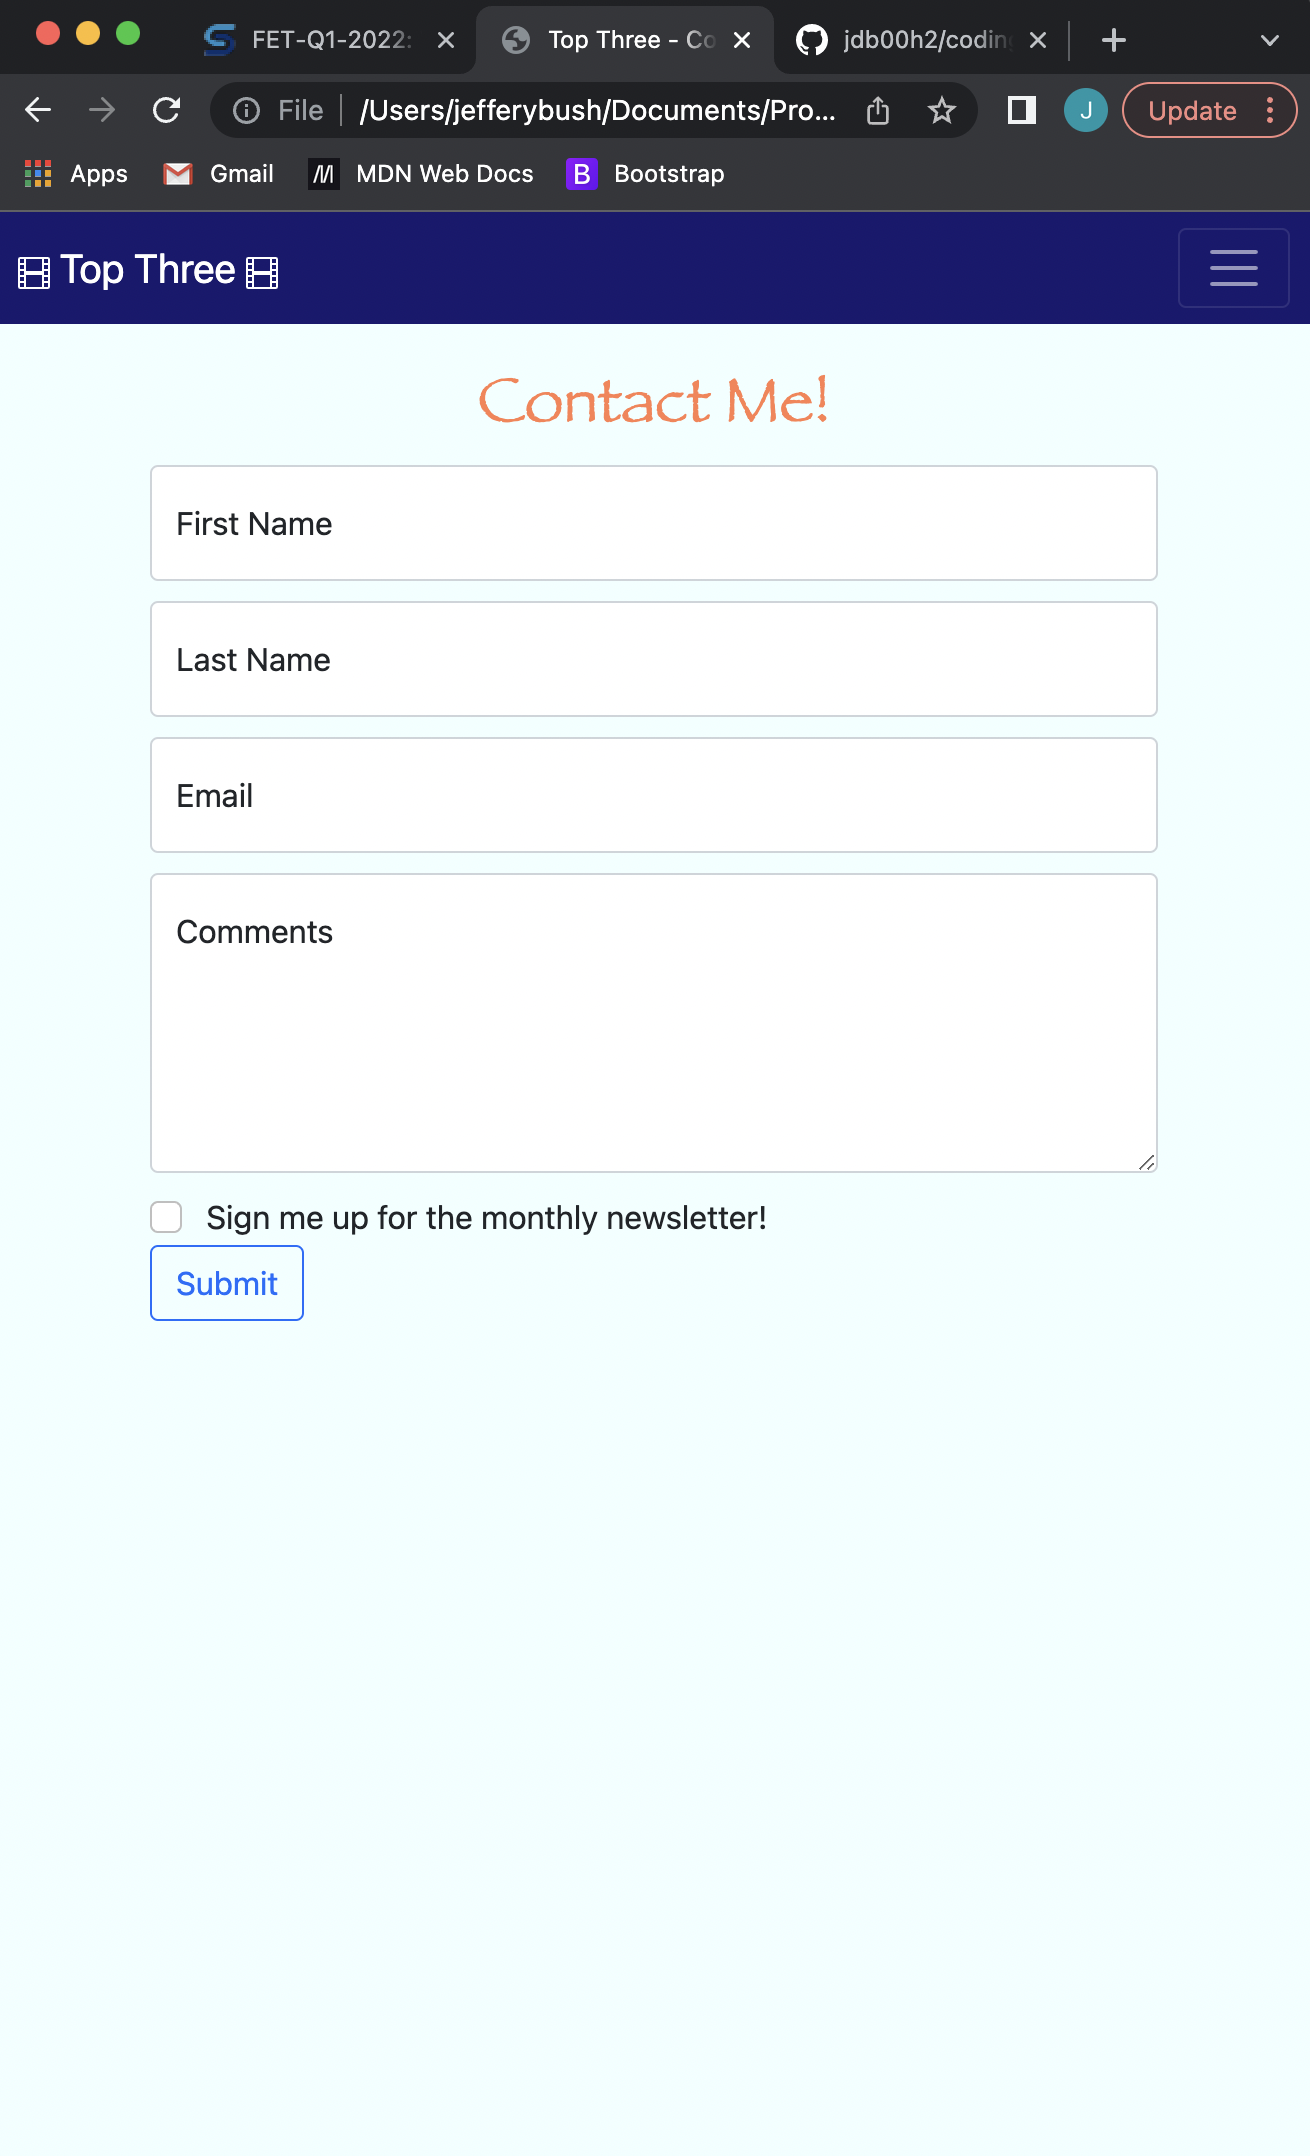 FET-Q1-2022:
Top Three - Co
jdb00h2/coding
File
/Users/jefferybush/Documents/Pro...
J
Update
Apps
Gmail
MDN Web Docs
B
Bootstrap
Top Three
Contact Me!
First Name
Last Name
Email
Comments
Sign me up for the monthly newsletter!
Submit